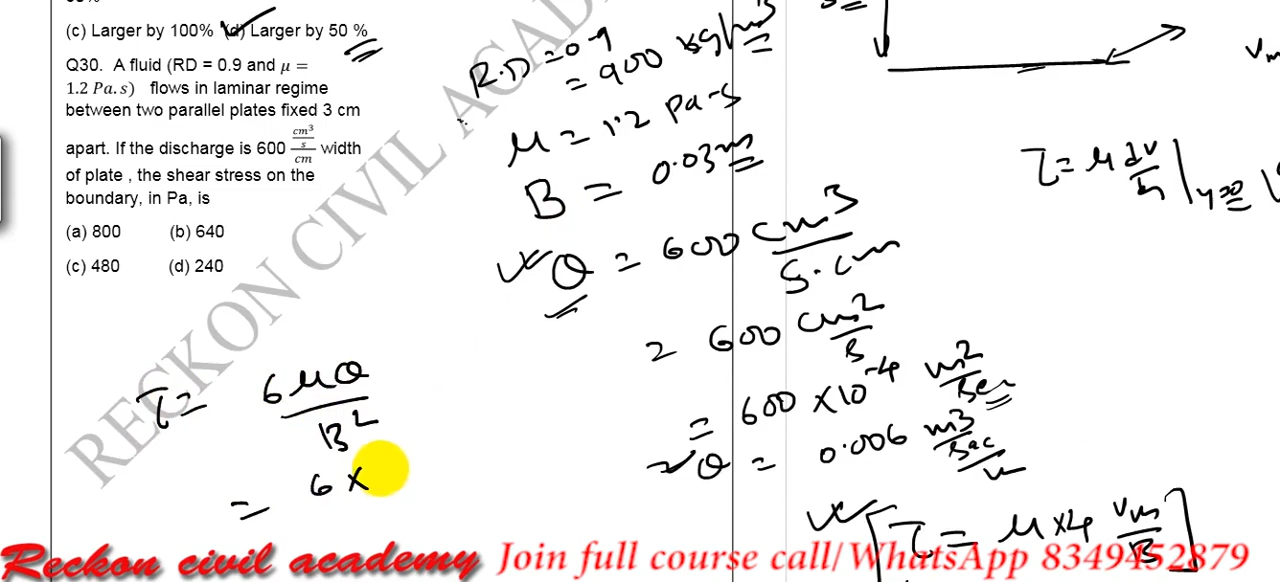 (c) Larger by 100% (d) Larger by 50 %
Q30. A fluid (RD = 0.9 and μ =
1.2 Pa.s) flows in laminar regime
between two parallel plates fixed 3 cm
apart. If the discharge is 600 cm³/s/cm width
of plate , the shear stress on the
boundary, in Pa, is
(a) 800 (b) 640
(c) 480 (d) 240
τ = 6μQ/B²
= 6 ×
R.D = 0.9
= 900 kg/m³
μ = 1.2 Pa-s
B = 0.03m
Q = 600 cm³/s.cm
= 600 cm²/s
= 600 × 10⁻⁴ m²/sec
Q = 0.006 m3/sec/
τ = μ dv/
y=0
τ = μ×4 Vm/B
RECKON CIVIL ACAD
Reckon civil academy Join full course call/WhatsApp 8349452879